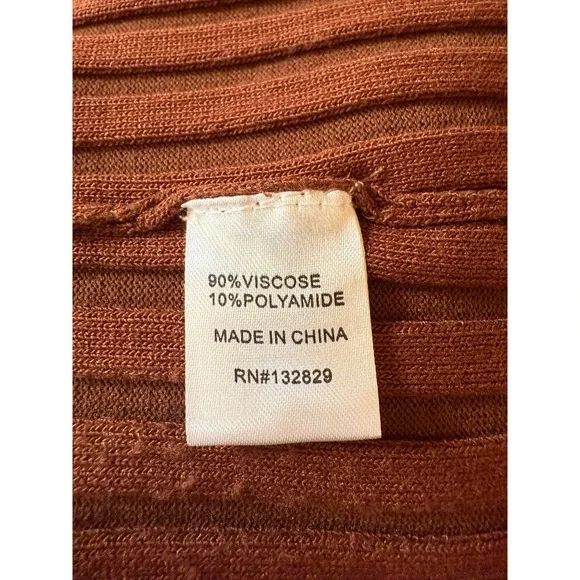 90%VISCOSE
10%POLYAMIDE
MADE IN CHINA
RN#132829